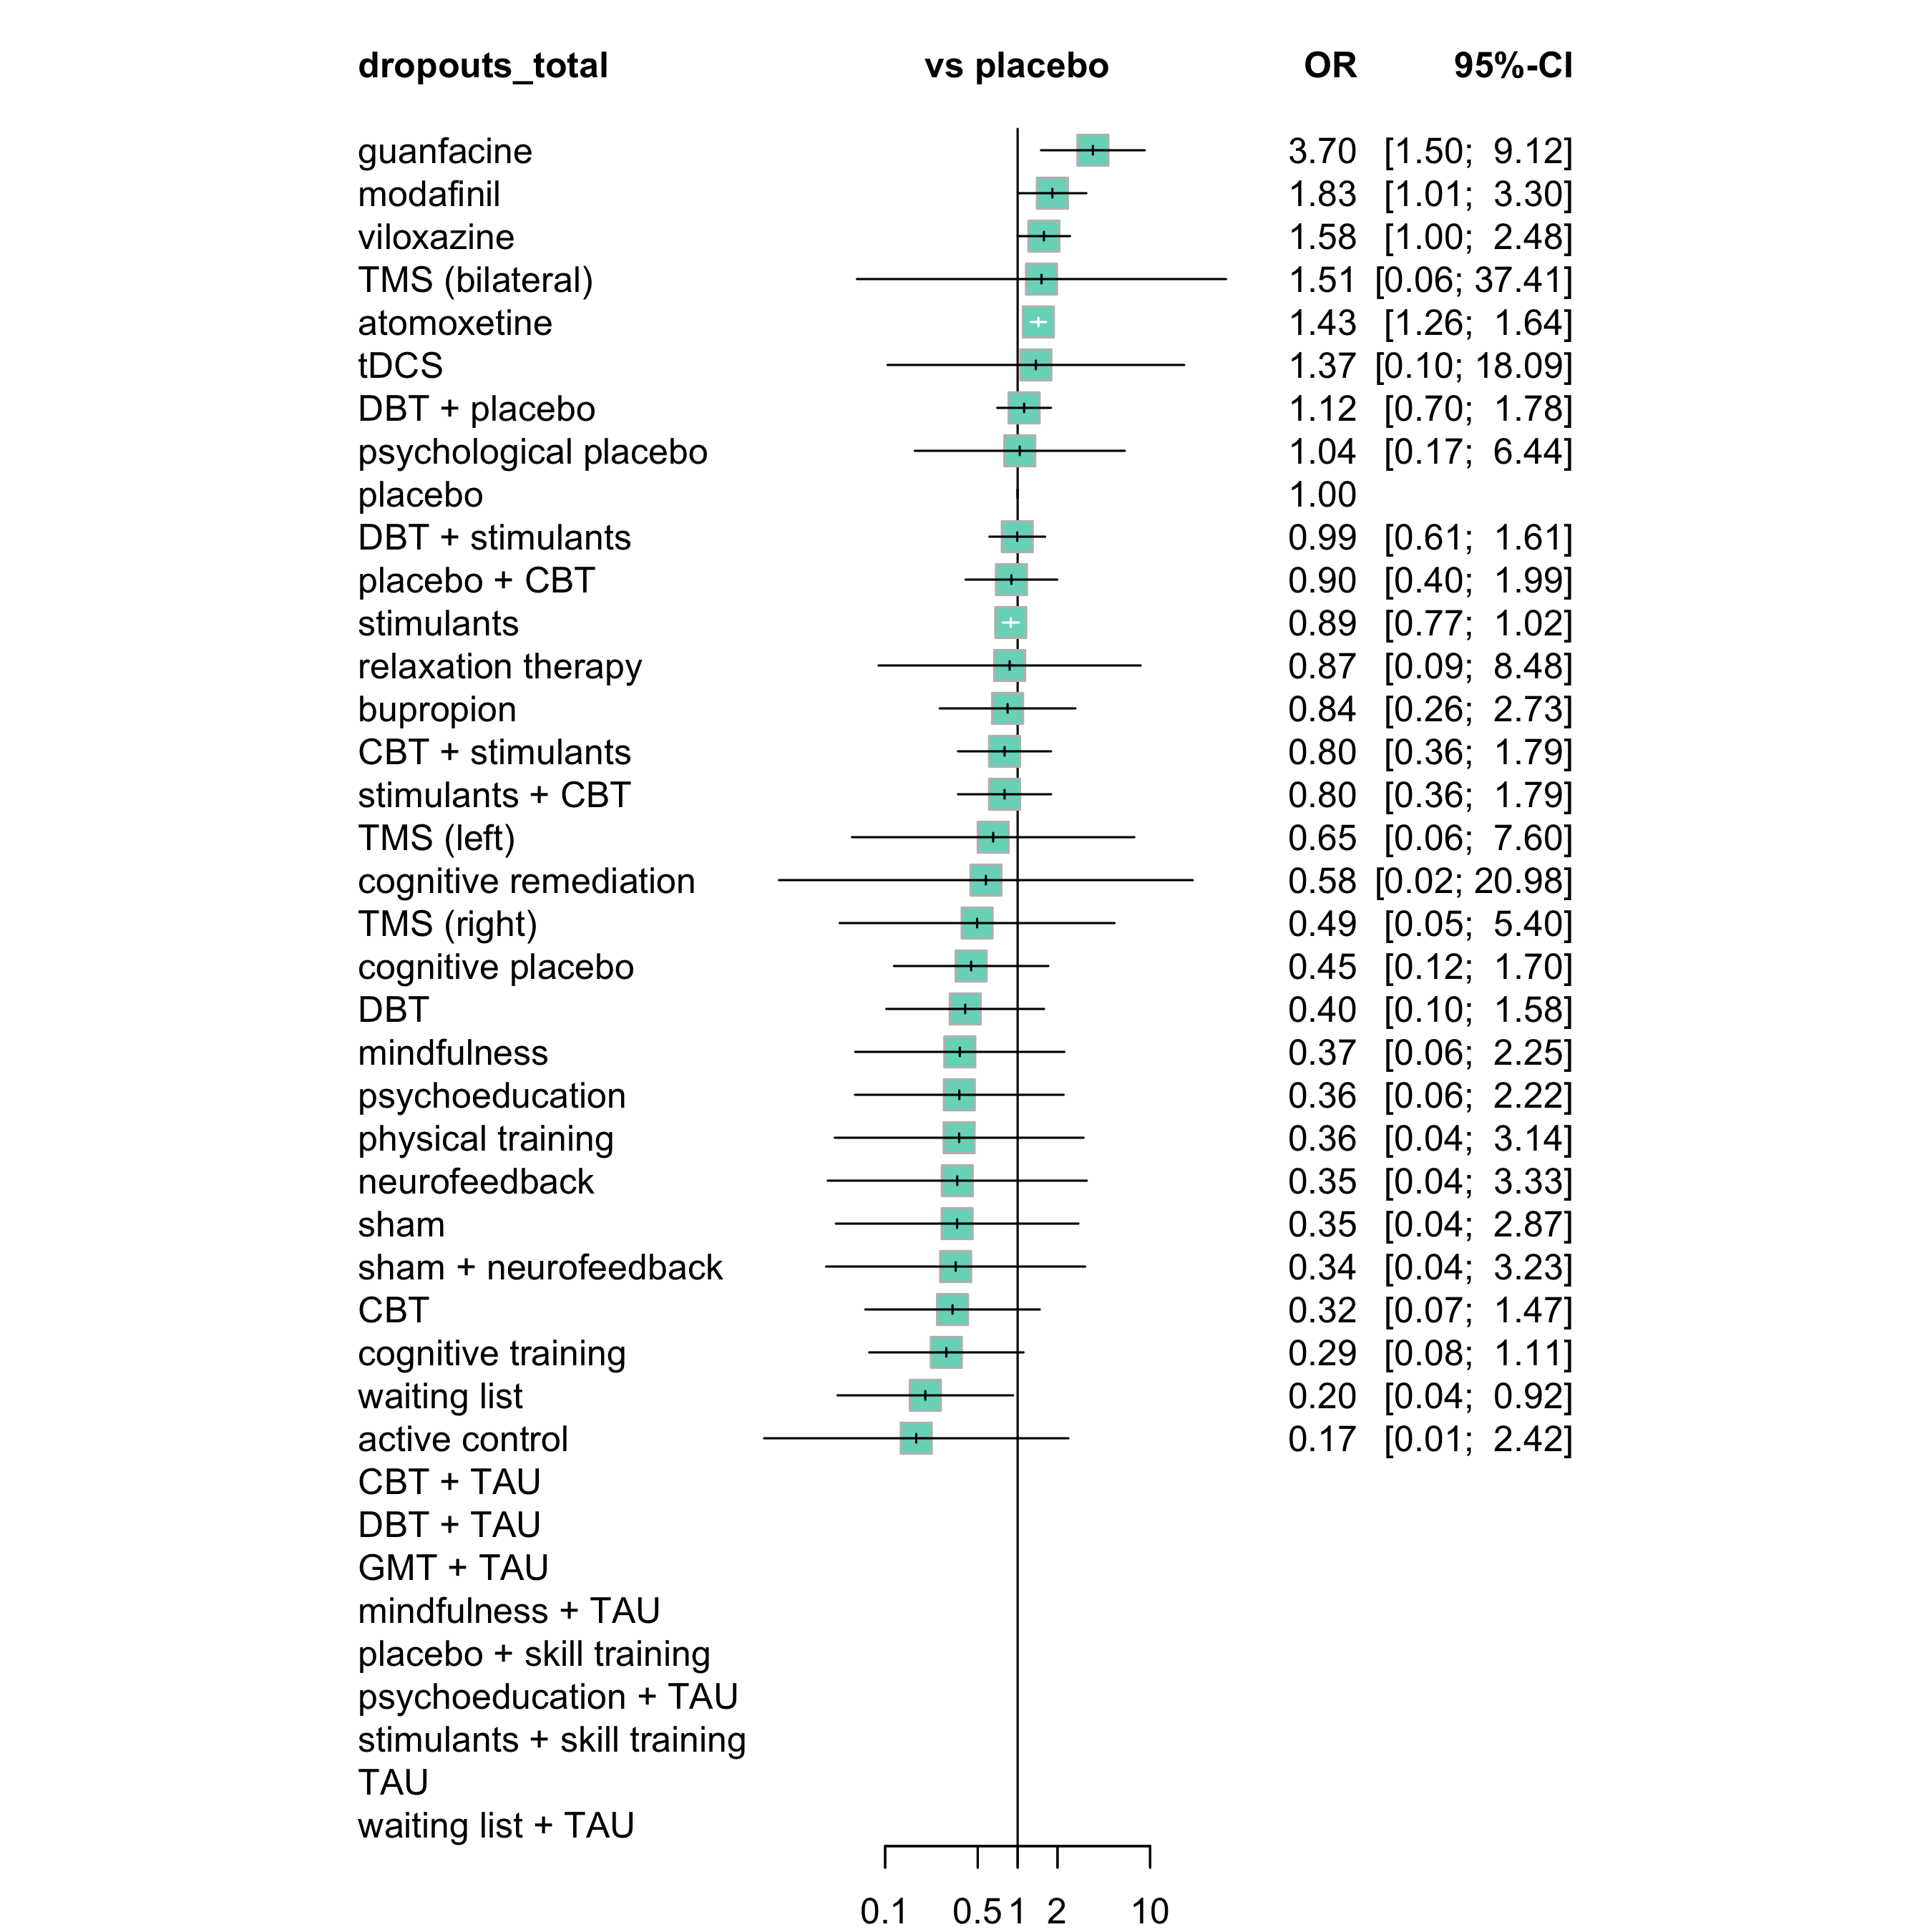 dropouts_total vs placebo OR 95%-CI
guanfacine 3.70 [1.50; 9.12]
modafinil 1.83 [1.01; 3.30]
viloxazine 1.58 [1.00; 2.48]
TMS (bilateral) 1.51 [0.06; 37.41]
atomoxetine 1.43 [1.26; 1.64]
tDCS 1.37 [0.10; 18.09]
DBT + placebo 1.12 [0.70; 1.78]
psychological placebo 1.04 [0.17; 6.44]
placebo 1.00
DBT + stimulants 0.99 [0.61; 1.61]
placebo + CBT 0.90 [0.40; 1.99]
stimulants 0.89 [0.77; 1.02]
relaxation therapy 0.87 [0.09; 8.48]
bupropion 0.84 [0.26; 2.73]
CBT + stimulants 0.80 [0.36; 1.79]
stimulants + CBT 0.80 [0.36; 1.79]
TMS (left) 0.65 [0.06; 7.60]
cognitive remediation 0.58 [0.02; 20.98]
TMS (right) 0.49 [0.05; 5.40]
cognitive placebo 0.45 [0.12; 1.70]
DBT 0.40 [0.10; 1.58]
mindfulness 0.37 [0.06; 2.25]
psychoeducation 0.36 [0.06; 2.22]
physical training 0.36 [0.04; 3.14]
neurofeedback 0.35 [0.04; 3.33]
sham 0.35 [0.04; 2.87]
sham + neurofeedback 0.34 [0.04; 3.23]
CBT 0.32 [0.07; 1.47]
cognitive training 0.29 [0.08; 1.11]
waiting list 0.20 [0.04; 0.92]
active control 0.17 [0.01; 2.42]
CBT + TAU
DBT + TAU
GMT + TAU
mindfulness + TAU
placebo + skill training
psychoeducation + TAU
stimulants + skill training
TAU
waiting list + TAU
0.1 0.5 1 2 10